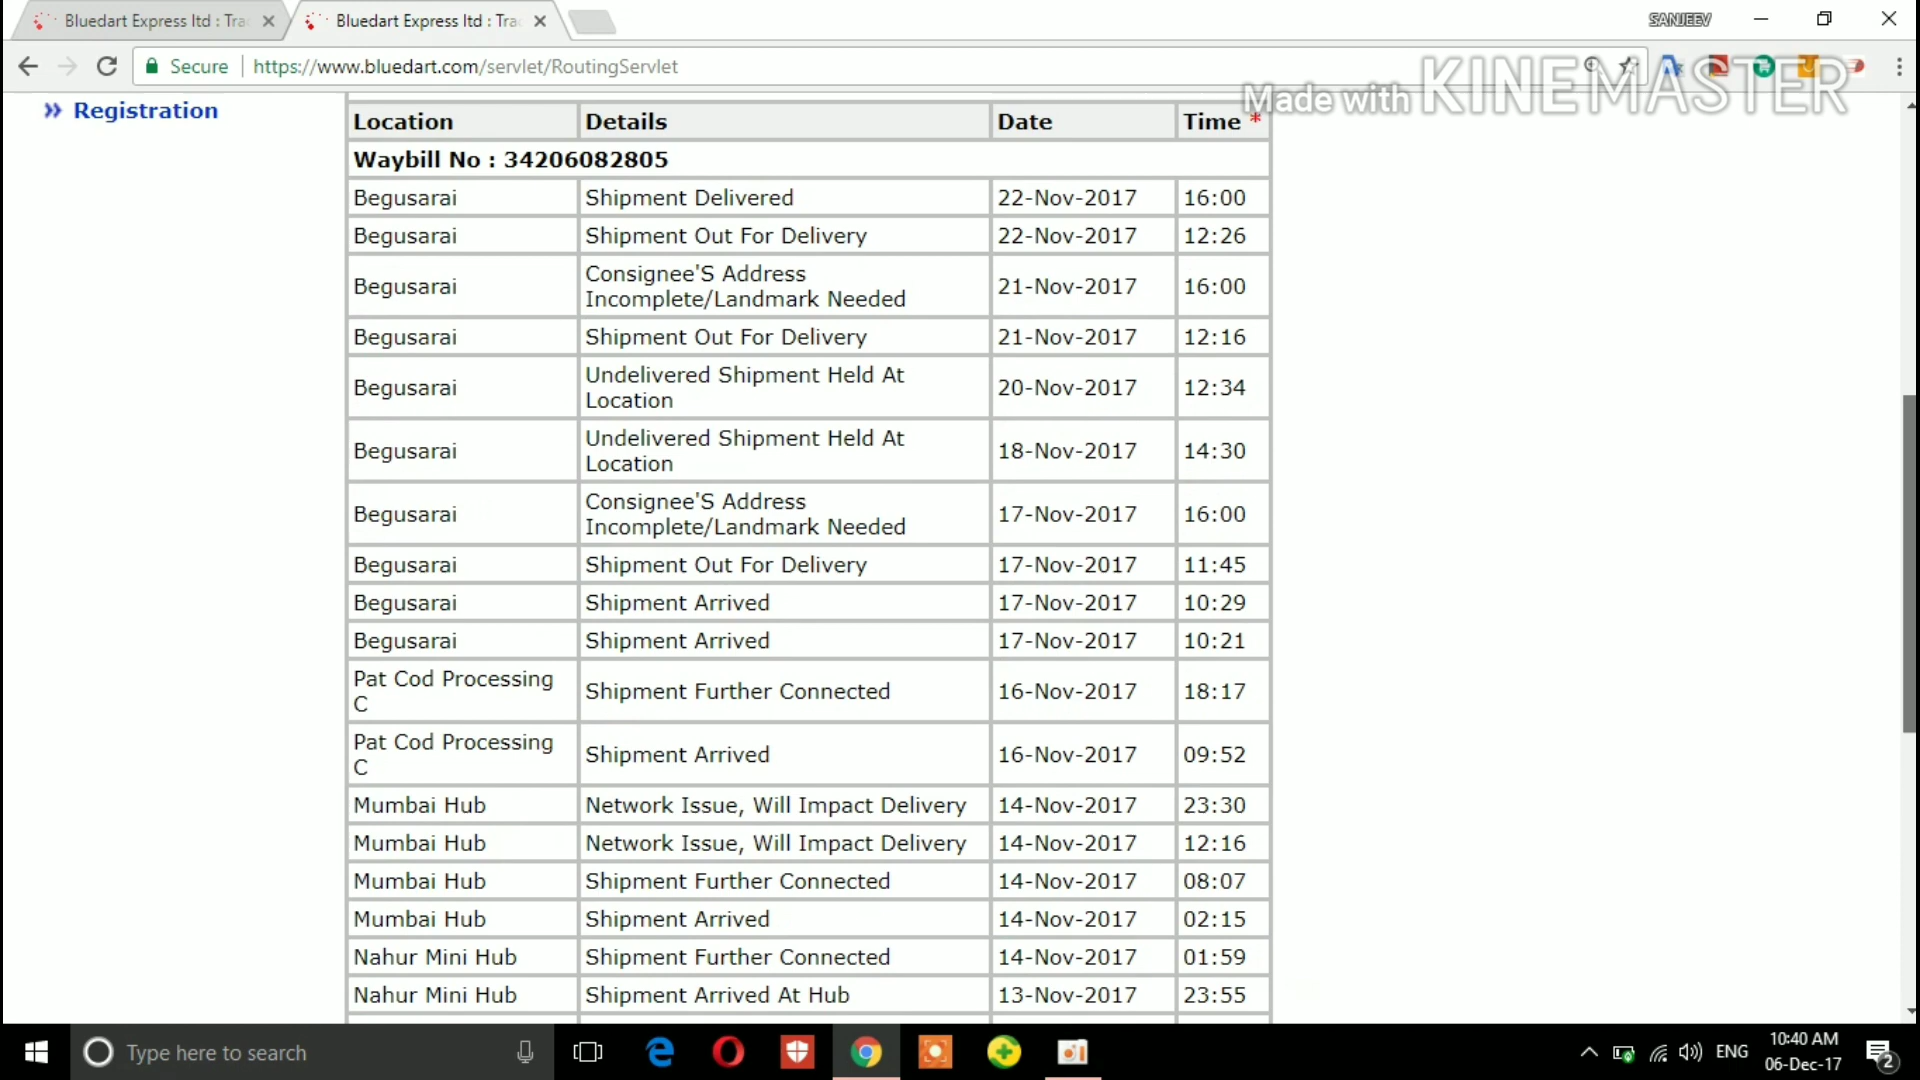 Bluedart Express ltd : Tra
Bluedart Express ltd : Tra
SANJEEV
Secure
https://www.bluedart.com/servlet/RoutingServlet
Made with KINEMASTER
Registration
Location Details Date Time *
Waybill No : 34206082805
Begusarai Shipment Delivered 22-Nov-2017 16:00
Begusarai Shipment Out For Delivery 22-Nov-2017 12:26
Begusarai Consignee'S Address
Incomplete/Landmark Needed 21-Nov-2017 16:00
Begusarai Shipment Out For Delivery 21-Nov-2017 12:16
Begusarai Undelivered Shipment Held At
Location 20-Nov-2017 12:34
Begusarai Undelivered Shipment Held At
Location 18-Nov-2017 14:30
Begusarai Consignee'S Address
Incomplete/Landmark Needed 17-Nov-2017 16:00
Begusarai Shipment Out For Delivery 17-Nov-2017 11:45
Begusarai Shipment Arrived 17-Nov-2017 10:29
Begusarai Shipment Arrived 17-Nov-2017 10:21
Pat Cod Processing
C Shipment Further Connected 16-Nov-2017 18:17
Pat Cod Processing
C Shipment Arrived 16-Nov-2017 09:52
Mumbai Hub Network Issue, Will Impact Delivery 14-Nov-2017 23:30
Mumbai Hub Network Issue, Will Impact Delivery 14-Nov-2017 12:16
Mumbai Hub Shipment Further Connected 14-Nov-2017 08:07
Mumbai Hub Shipment Arrived 14-Nov-2017 02:15
Nahur Mini Hub Shipment Further Connected 14-Nov-2017 01:59
Nahur Mini Hub Shipment Arrived At Hub 13-Nov-2017 23:55
Type here to search
ENG
10:40 AM
06-Dec-17
2